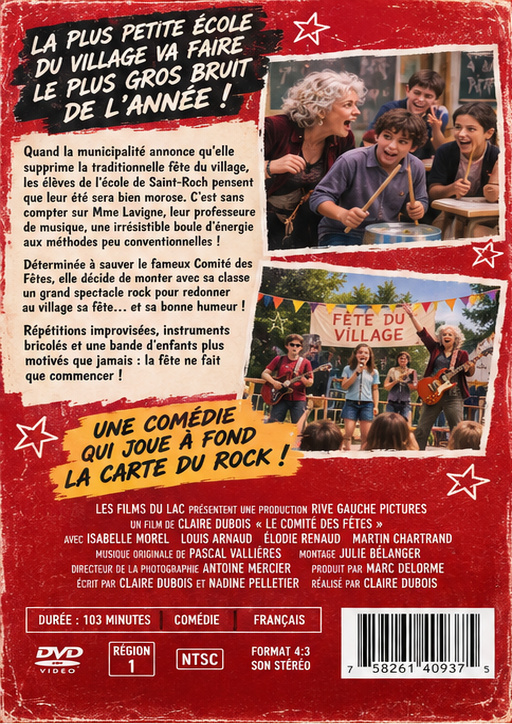 LA PLUS PETITE ÉCOLE
DU VILLAGE VA FAIRE
LE PLUS GROS BRUIT
DE L'ANNÉE !
Quand la municipalité annonce qu'elle
supprime la traditionnelle fête du village,
les élèves de l'école de Saint-Roch pensent
que leur été sera bien morose. C'est sans
compter sur Mme Lavigne, leur professeure
de musique, une irrésistible boule d'énergie
aux méthodes peu conventionnelles !
Déterminée à sauver le fameux Comité des
Fêtes, elle décide de monter avec sa classe
un grand spectacle rock pour redonner
au village sa fête... et sa bonne humeur !
Répétitions improvisées, instruments
bricolés et une bande d'enfants plus
motivés que jamais : la fête ne fait
que commencer !
FÊTE DU
VILLAGE
UNE COMÉDIE
QUI JOUE À FOND
LA CARTE DU ROCK !
LES FILMS DU LAC PRÉSENTENT UNE PRODUCTION RIVE GAUCHE PICTURES
UN FILM DE CLAIRE DUBOIS « LE COMITÉ DES FÊTES »
AVEC ISABELLE MOREL LOUIS ARNAUD ÉLODIE RENAUD MARTIN CHARTRAND
MUSIQUE ORIGINALE DE PASCAL VALLIÈRES MONTAGE JULIE BÉLANGER
DIRECTEUR DE LA PHOTOGRAPHIE ANTOINE MERCIER PRODUIT PAR MARC DELORME
ÉCRIT PAR CLAIRE DUBOIS ET NADINE PELLETIER RÉALISÉ PAR CLAIRE DUBOIS
DURÉE : 103 MINUTES COMÉDIE FRANÇAIS
DVD
VIDÉO
RÉGION
1
NTSC
FORMAT 4:3
SON STÉRÉO
7 58261 40937 5